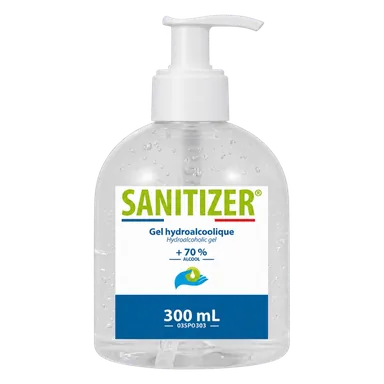 SANITIZER®
Gel hydroalcoolique
Hydroalcoholic gel
+ 70 %
ALCOOL
300 mL
03SPO303